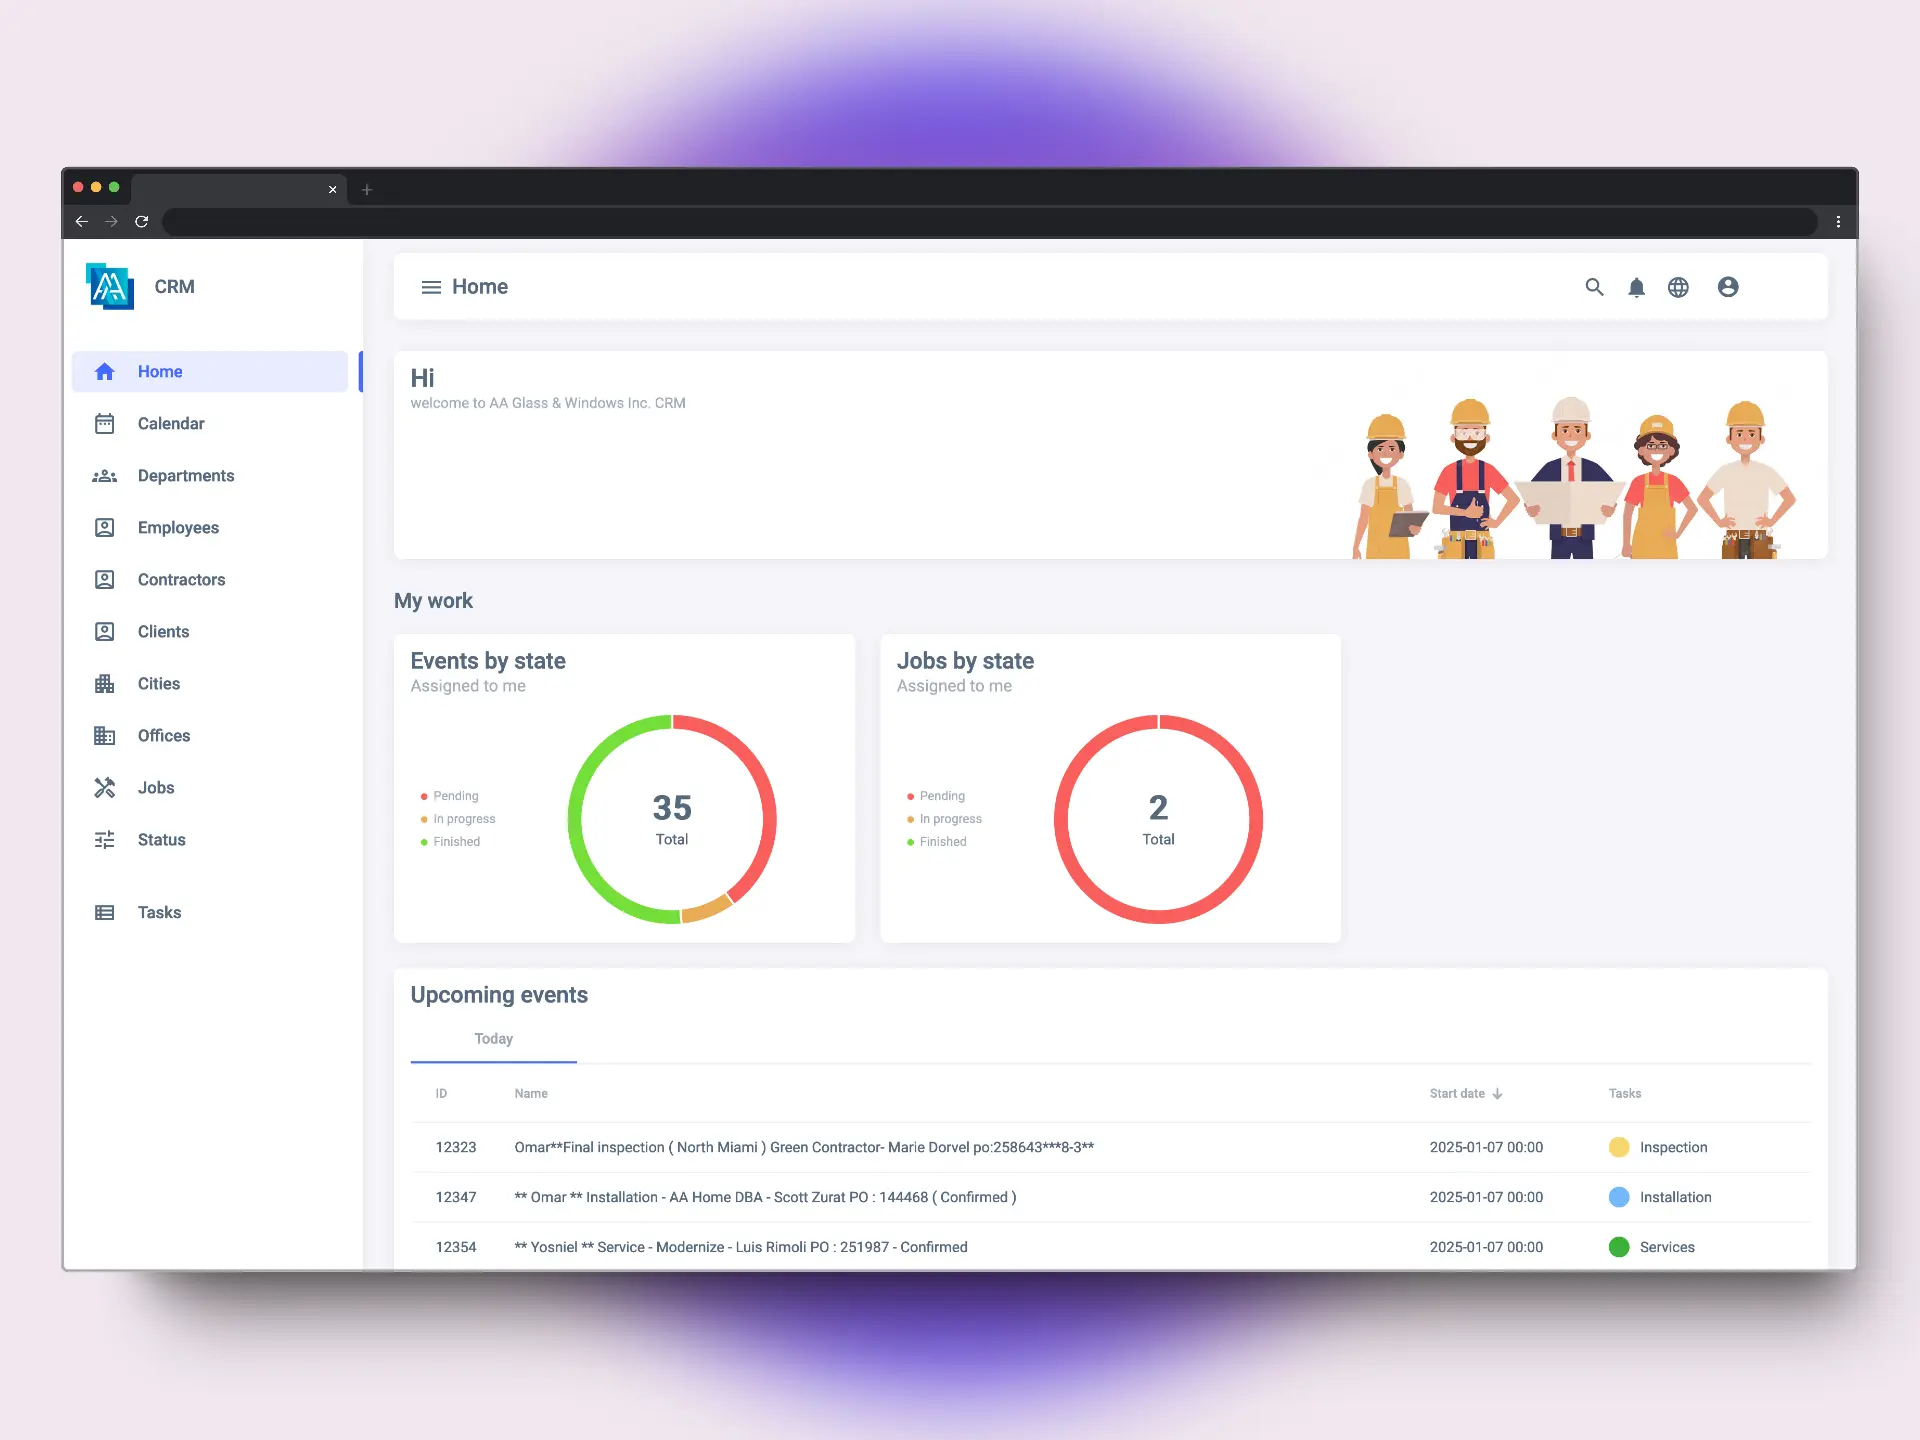 AA
CRM
Home
Calendar
Departments
Employees
Contractors
Clients
Cities
Offices
Jobs
Status
Tasks
Home
Hi
welcome to AA Glass & Windows Inc. CRM
My work
Events by state
Assigned to me
Pending
In progress
Finished
35
Total
Jobs by state
Assigned to me
Pending
In progress
Finished
2
Total
Upcoming events
Today
ID Name Start date Tasks
12323 Omar**Final inspection ( North Miami ) Green Contractor- Marie Dorvel po:258643***8-3** 2025-01-07 00:00 Inspection
12347 ** Omar ** Installation - AA Home DBA - Scott Zurat PO : 144468 ( Confirmed ) 2025-01-07 00:00 Installation
12354 ** Yosniel ** Service - Modernize - Luis Rimoli PO : 251987 - Confirmed 2025-01-07 00:00 Services